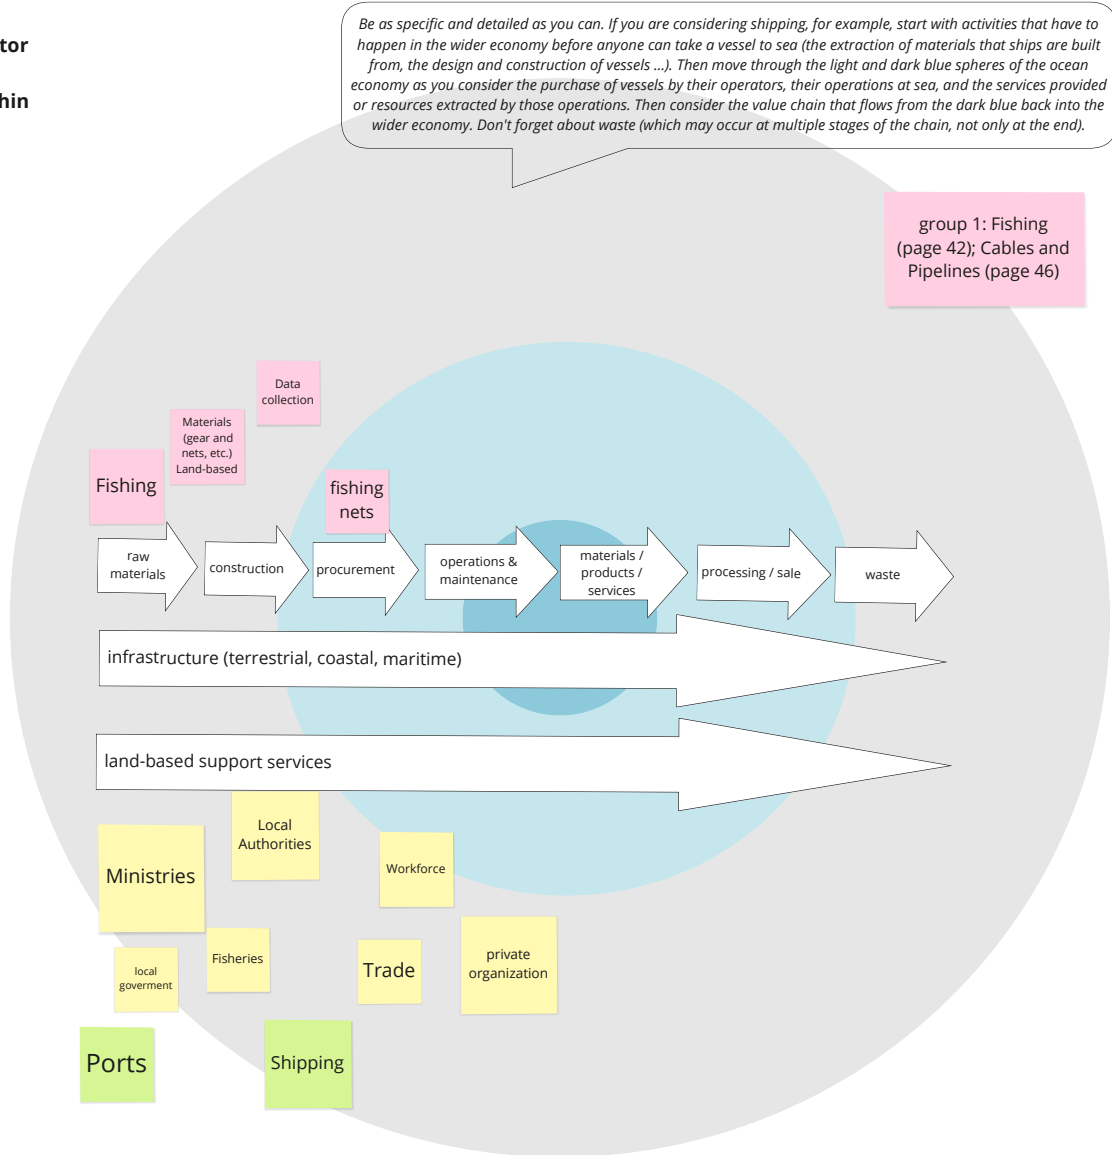 tor
hin
Be as specific and detailed as you can. If you are considering shipping, for example, start with activities that have to
happen in the wider economy before anyone can take a vessel to sea (the extraction of materials that ships are built
from, the design and construction of vessels ...). Then move through the light and dark blue spheres of the ocean
economy as you consider the purchase of vessels by their operators, their operations at sea, and the services provided
or resources extracted by those operations. Then consider the value chain that flows from the dark blue back into the
wider economy. Don't forget about waste (which may occur at multiple stages of the chain, not only at the end).
group 1: Fishing
(page 42); Cables and
Pipelines (page 46)
Data
collection
Materials
(gear and
nets, etc.)
Land-based
Fishing
fishing
nets
raw
materials
construction
procurement
operations &
maintenance
materials /
products /
services
processing / sale
waste
infrastructure (terrestrial, coastal, maritime)
land-based support services
Local
Authorities
Ministries
Workforce
Fisheries
local
goverment
Trade
private
organization
Ports
Shipping